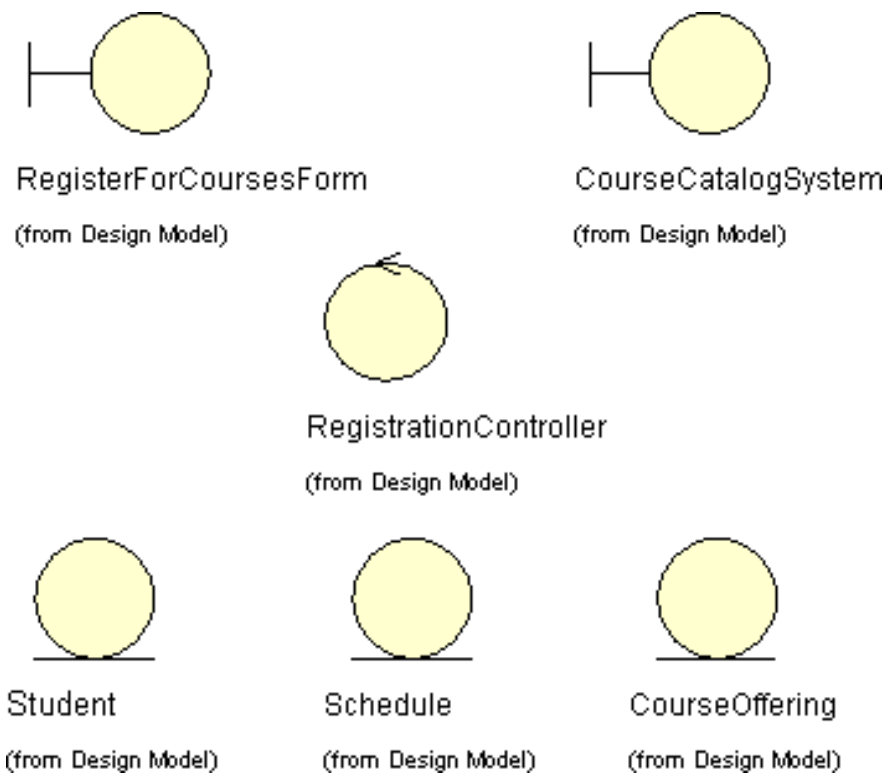 RegisterForCoursesForm
(from Design Model)
CourseCatalogSystem
(from Design Model)
RegistrationController
(from Design Model)
Student
(from Design Model)
Schedule
(from Design Model)
CourseOffering
(from Design Model)